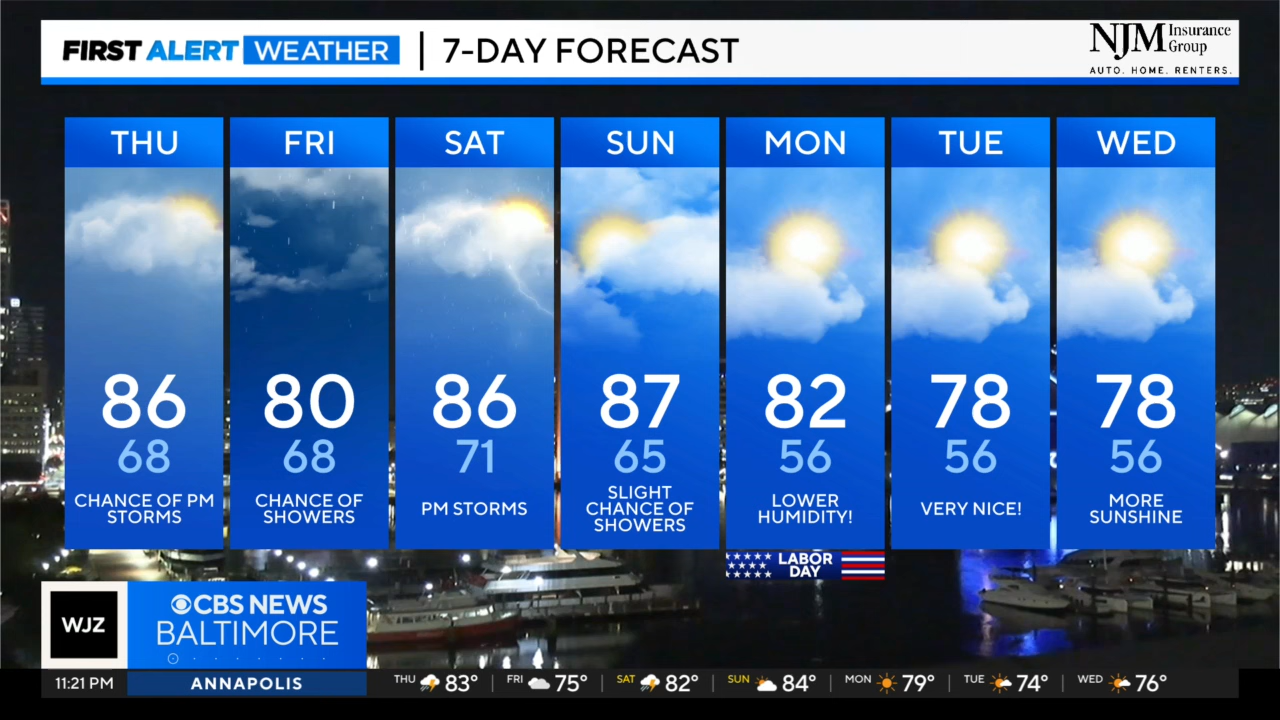 FIRST ALERT WEATHER | 7-DAY FORECAST
NJM Insurance Group
AUTO. HOME. RENTERS.
THU
86
68
CHANCE OF PM
STORMS
FRI
80
68
CHANCE OF
SHOWERS
SAT
86
71
PM STORMS
SUN
87
65
SLIGHT
CHANCE OF
SHOWERS
MON
82
56
LOWER
HUMIDITY!
LABOR
DAY
TUE
78
56
VERY NICE!
WED
78
56
MORE
SUNSHINE
WJZ
CBS NEWS
BALTIMORE
11:21 PM
ANNAPOLIS
THU 83° | FRI 75° | SAT 82° | SUN 84° | MON 79° | TUE 74° | WED 76°